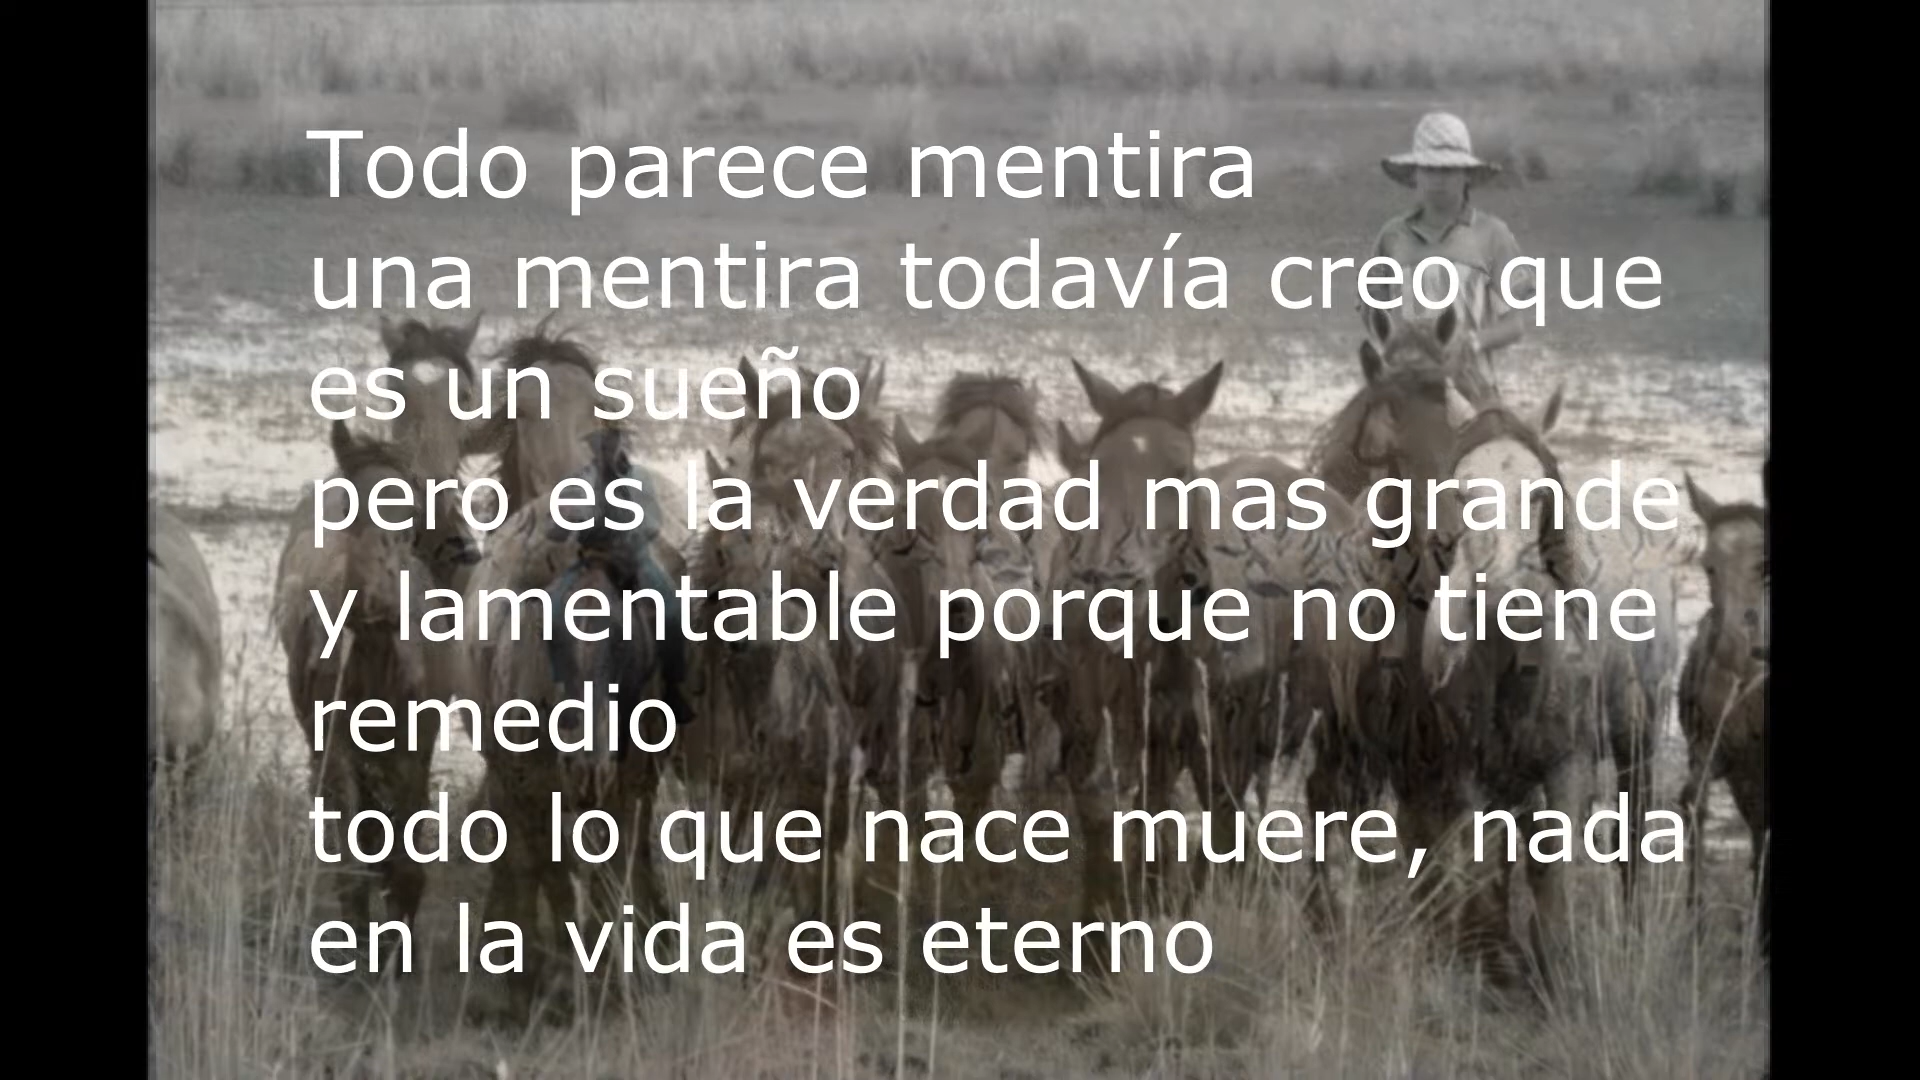 Todo parece mentira
una mentira todavía creo que
es un sueño
pero es la verdad mas grande
y lamentable porque no tiene
remedio
todo lo que nace muere, nada
en la vida es eterno